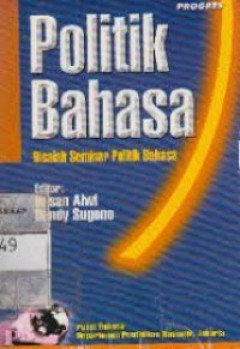 PROGRES
Politik
Bahasa
Risalah Seminar Politik Bahasa
Editor:
Hasan Alwi
Dendy Sugono
49
Pusat Bahasa
Departemen Pendidikan Nasional, Jakarta